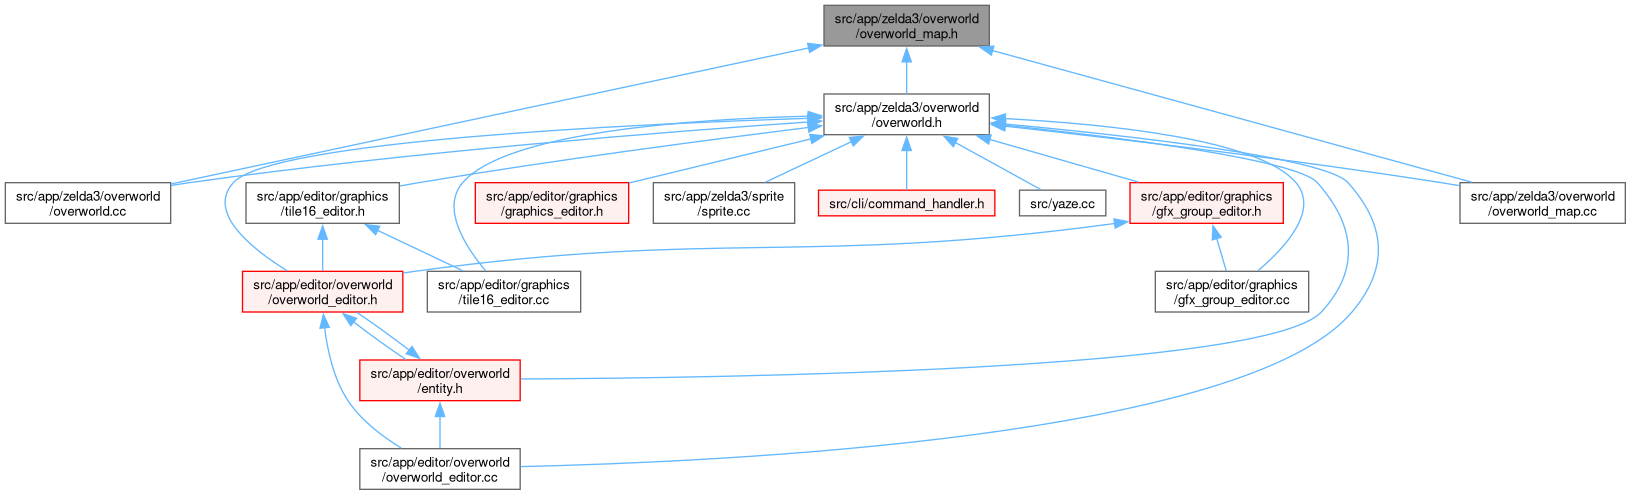 src/app/zelda3/overworld
/overworld_map.h
src/app/zelda3/overworld
/overworld.h
src/app/zelda3/overworld
/overworld.cc
src/app/editor/graphics
/tile16_editor.h
src/app/editor/graphics
/graphics_editor.h
src/app/zelda3/sprite
/sprite.cc
src/cli/command_handler.h
src/yaze.cc
src/app/editor/graphics
/gfx_group_editor.h
src/app/zelda3/overworld
/overworld_map.cc
src/app/editor/overworld
/overworld_editor.h
src/app/editor/graphics
/tile16_editor.cc
src/app/editor/graphics
/gfx_group_editor.cc
src/app/editor/overworld
/entity.h
src/app/editor/overworld
/overworld_editor.cc